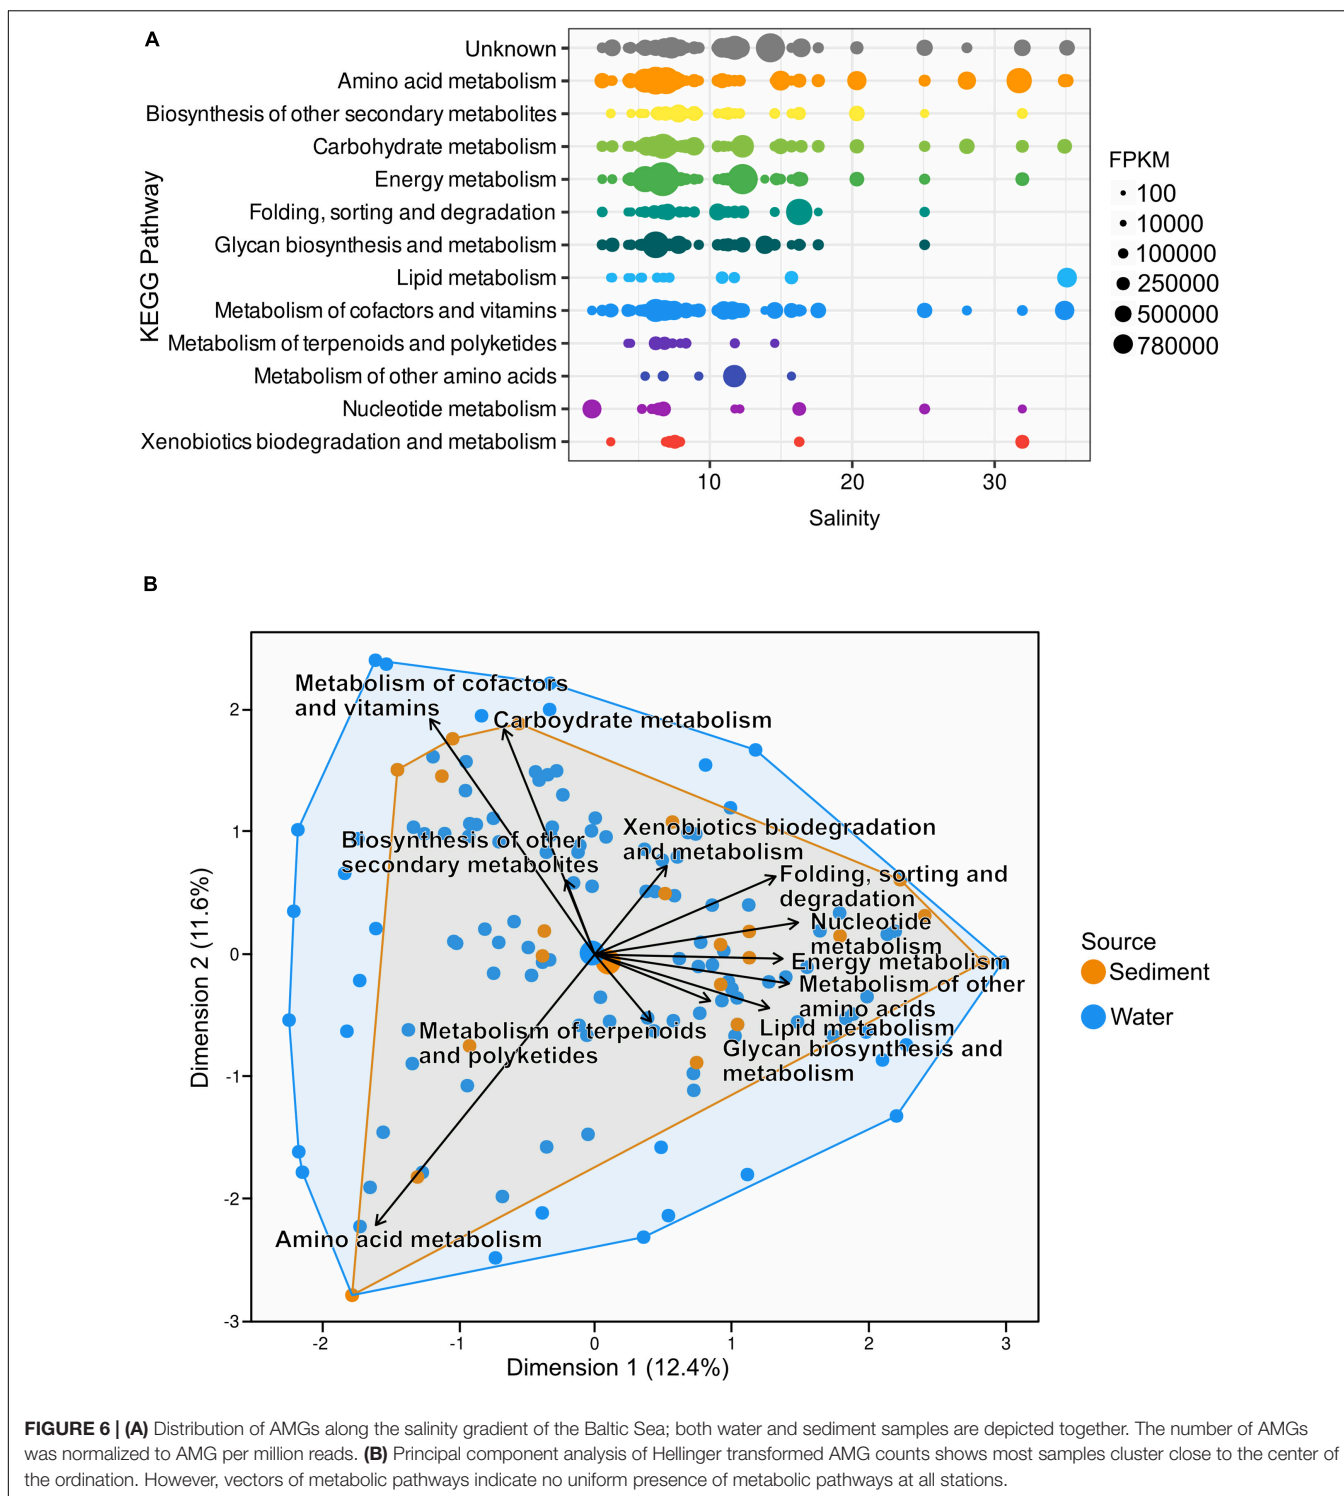 A
KEGG Pathway
Unknown
Amino acid metabolism
Biosynthesis of other secondary metabolites
Carbohydrate metabolism
Energy metabolism
Folding, sorting and degradation
Glycan biosynthesis and metabolism
Lipid metabolism
Metabolism of cofactors and vitamins
Metabolism of terpenoids and polyketides
Metabolism of other amino acids
Nucleotide metabolism
Xenobiotics biodegradation and metabolism
10 20 30
Salinity
FPKM
100
10000
100000
250000
500000
780000
B
Dimension 2 (11.6%)
2
1
0
-1
-2
-3
Metabolism of cofactors
and vitamins
Carboydrate metabolism
Biosynthesis of other
secondary metabolites
Xenobiotics biodegradation
and metabolism
Folding, sorting and
degradation
Nucleotide
metabolism
Energy metabolism
Metabolism of other
amino acids
Lipid metabolism
Glycan biosynthesis and
metabolism
Metabolism of terpenoids
and polyketides
Amino acid metabolism
-2 -1 0 1 2 3
Dimension 1 (12.4%)
Source
Sediment
Water
FIGURE 6 | (A) Distribution of AMGs along the salinity gradient of the Baltic Sea; both water and sediment samples are depicted together. The number of AMGs
was normalized to AMG per million reads. (B) Principal component analysis of Hellinger transformed AMG counts shows most samples cluster close to the center of
the ordination. However, vectors of metabolic pathways indicate no uniform presence of metabolic pathways at all stations.